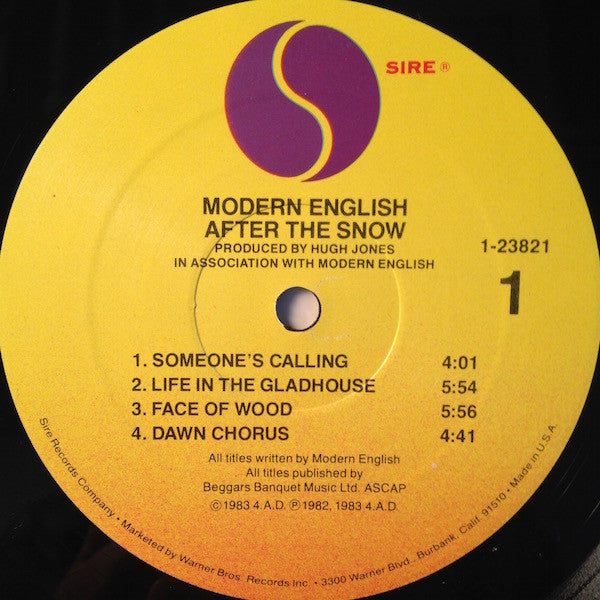 SIRE ®
MODERN ENGLISH
AFTER THE SNOW
PRODUCED BY HUGH JONES
IN ASSOCIATION WITH MODERN ENGLISH
1-23821
1
1. SOMEONE'S CALLING 4:01
2. LIFE IN THE GLADHOUSE 5:54
3. FACE OF WOOD 5:56
4. DAWN CHORUS 4:41
All titles written by Modern English
All titles published by
Beggars Banquet Music Ltd. ASCAP
©1983 4.A.D. ℗ 1982, 1983 4.A.D.
Sire Records Company • Marketed by Warner Bros. Records Inc. • 3300 Warner Blvd., Burbank, Calif. 91510 • Made in U.S.A.